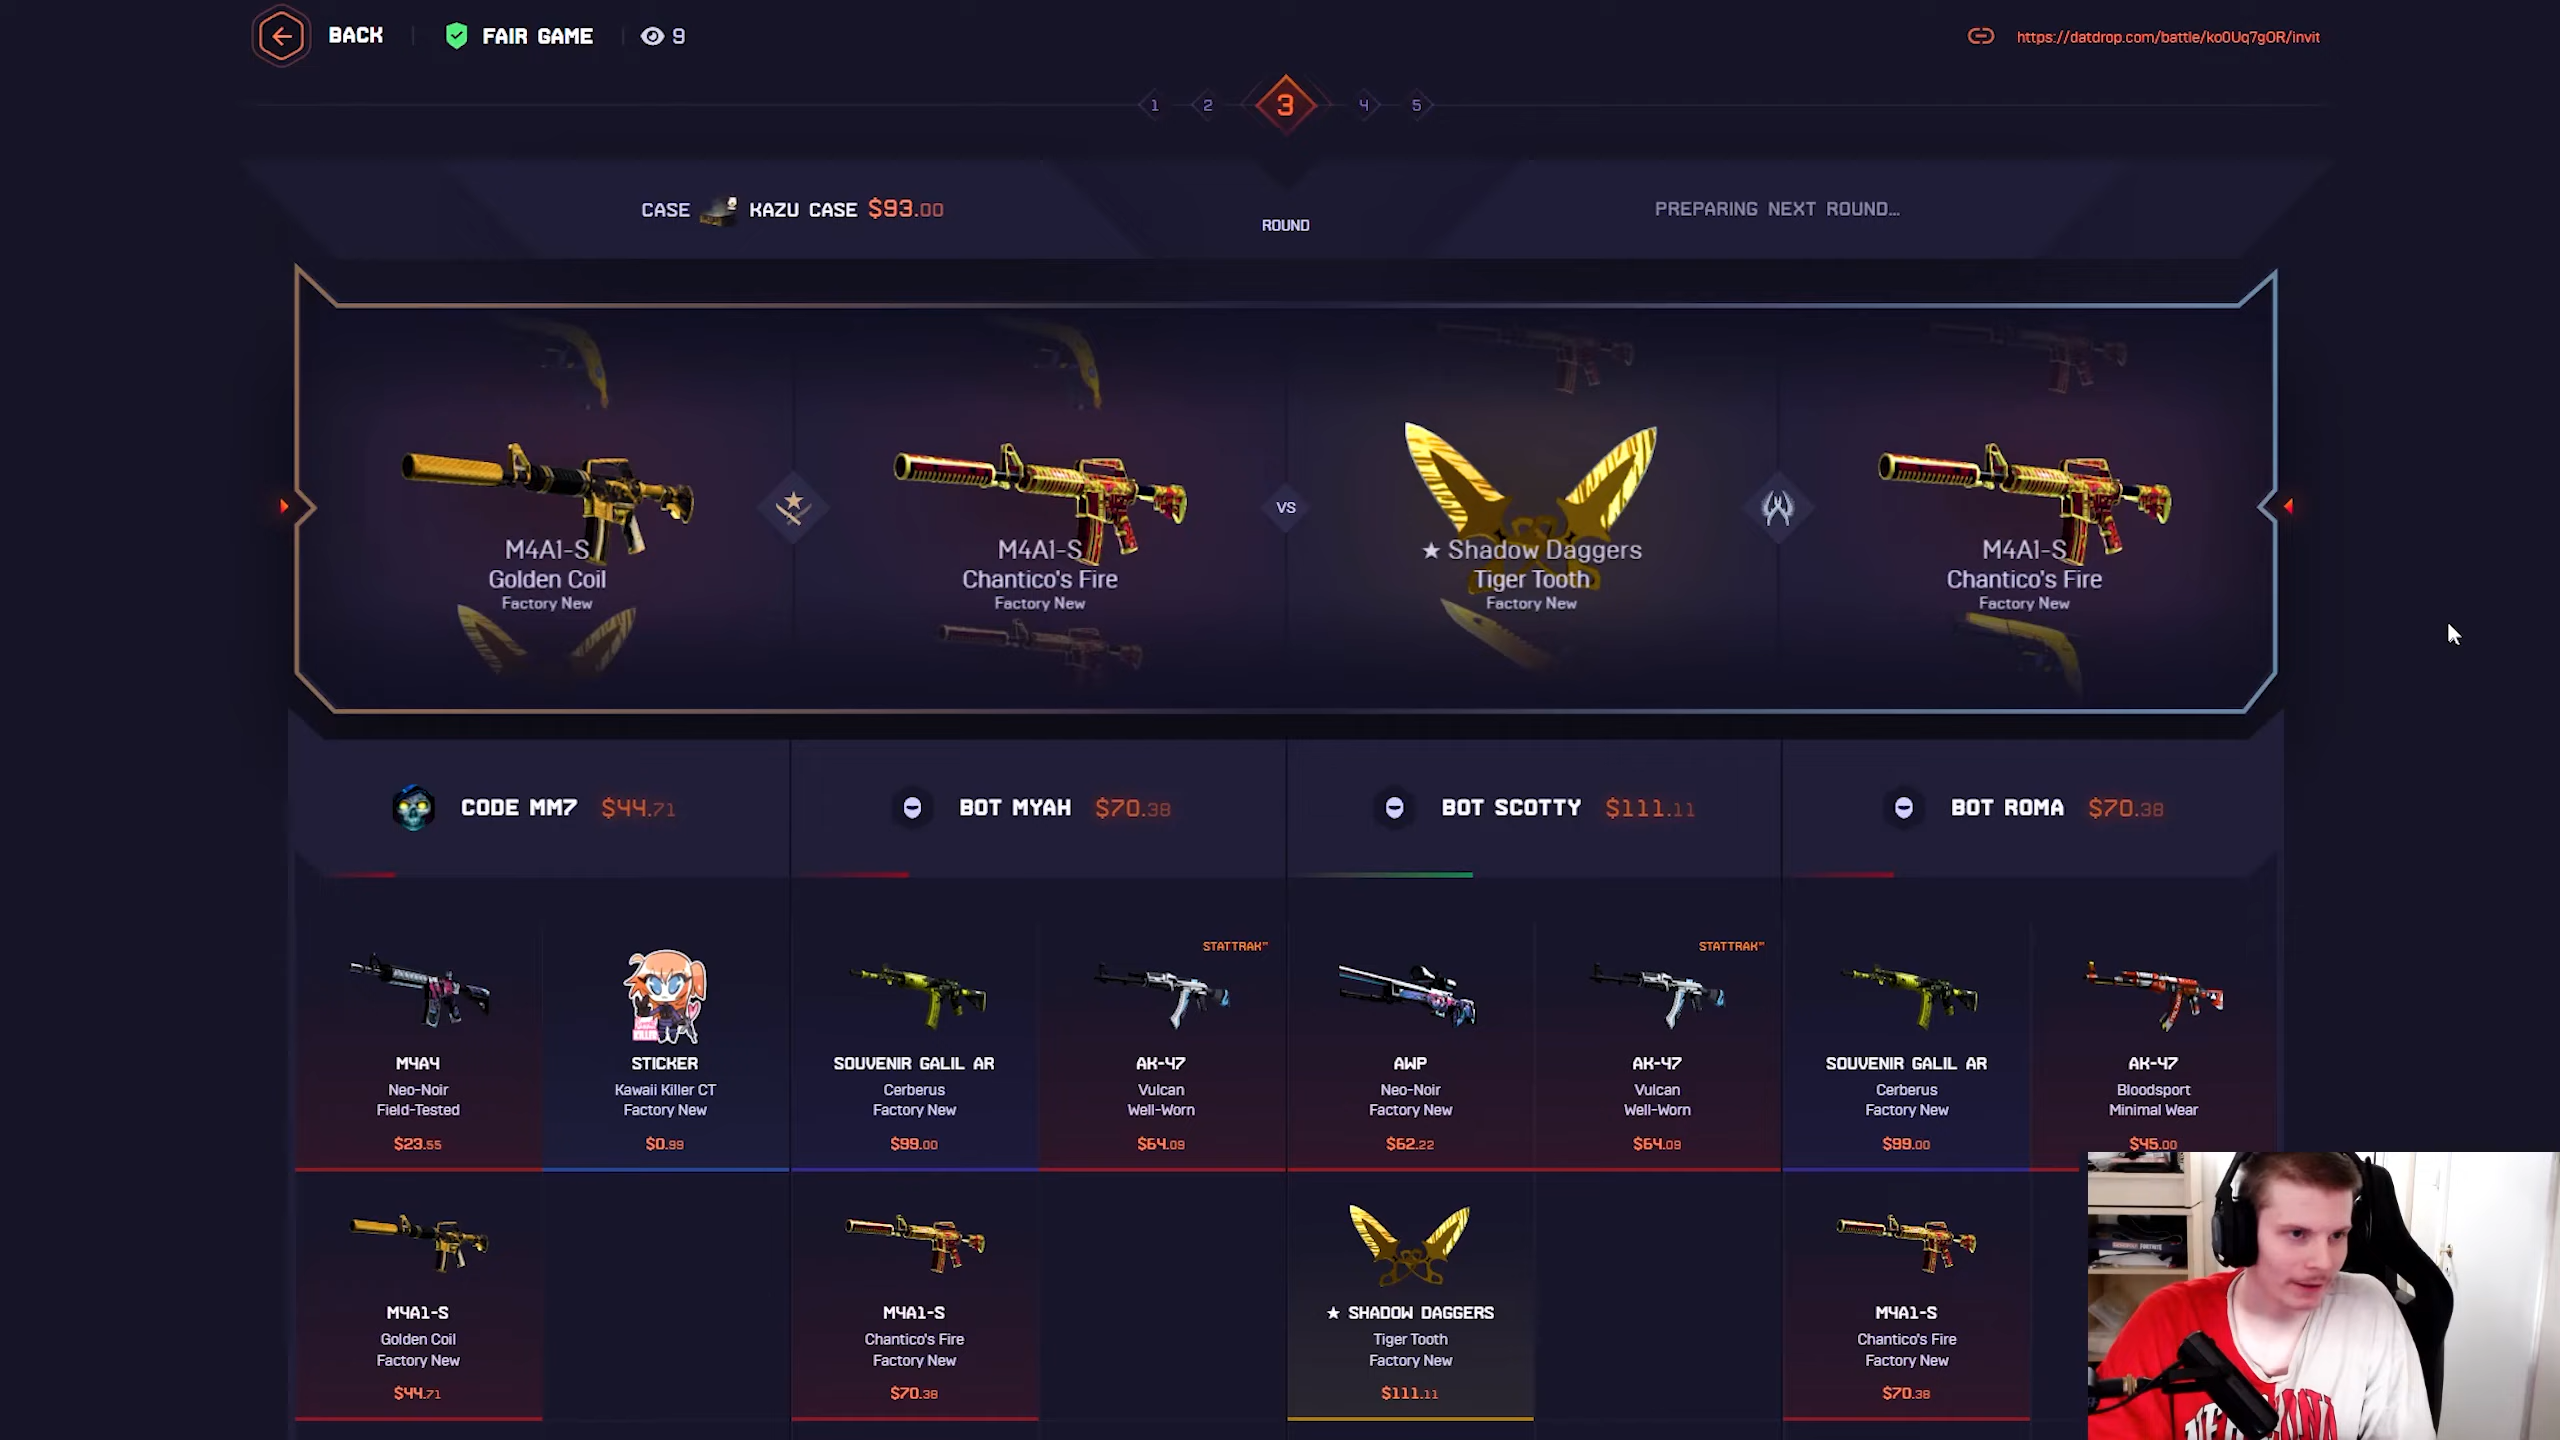 BACK
FAIR GAME
9
https://datdrop.com/battle/ko0Uq7gOR/invit
1
2
3
4
5
CASE KAZU CASE $93.00
ROUND
PREPARING NEXT ROUND...
M4A1-S
Golden Coil
Factory New
M4A1-S
Chantico's Fire
Factory New
VS
★ Shadow Daggers
Tiger Tooth
Factory New
M4A1-S
Chantico's Fire
Factory New
CODE MM7 $44.71
BOT MYAH $70.38
BOT SCOTTY $111.11
BOT ROMA $70.38
M4A4
Neo-Noir
Field-Tested
$23.55
STICKER
Kawaii Killer CT
Factory New
$0.99
SOUVENIR GALIL AR
Cerberus
Factory New
$99.00
STATTRAK™
AK-47
Vulcan
Well-Worn
$64.09
AWP
Neo-Noir
Factory New
$62.22
STATTRAK™
AK-47
Vulcan
Well-Worn
$64.09
SOUVENIR GALIL AR
Cerberus
Factory New
$99.00
AK-47
Bloodsport
Minimal Wear
$45.00
M4A1-S
Golden Coil
Factory New
$44.71
M4A1-S
Chantico's Fire
Factory New
$70.38
★ SHADOW DAGGERS
Tiger Tooth
Factory New
$111.11
M4A1-S
Chantico's Fire
Factory New
$70.38